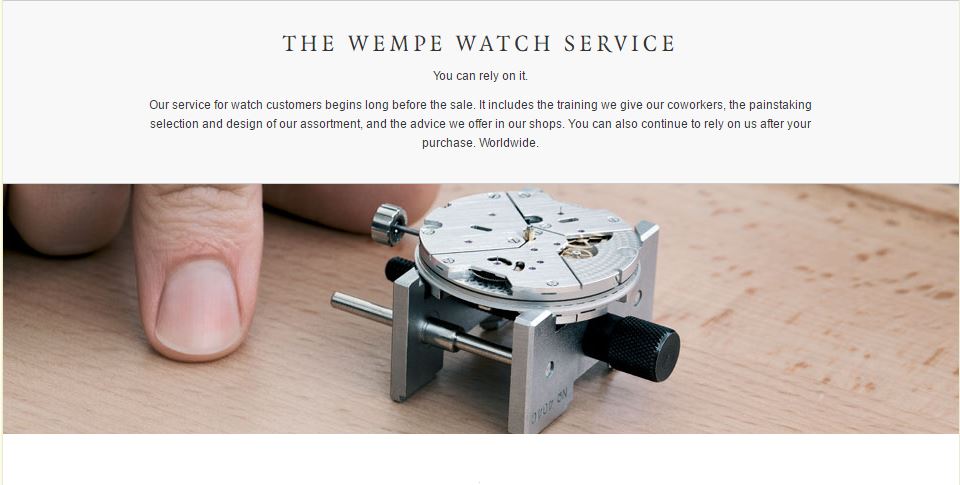 THE WEMPE WATCH SERVICE
You can rely on it.
Our service for watch customers begins long before the sale. It includes the training we give our coworkers, the painstaking
selection and design of our assortment, and the advice we offer in our shops. You can also continue to rely on us after your
purchase. Worldwide.